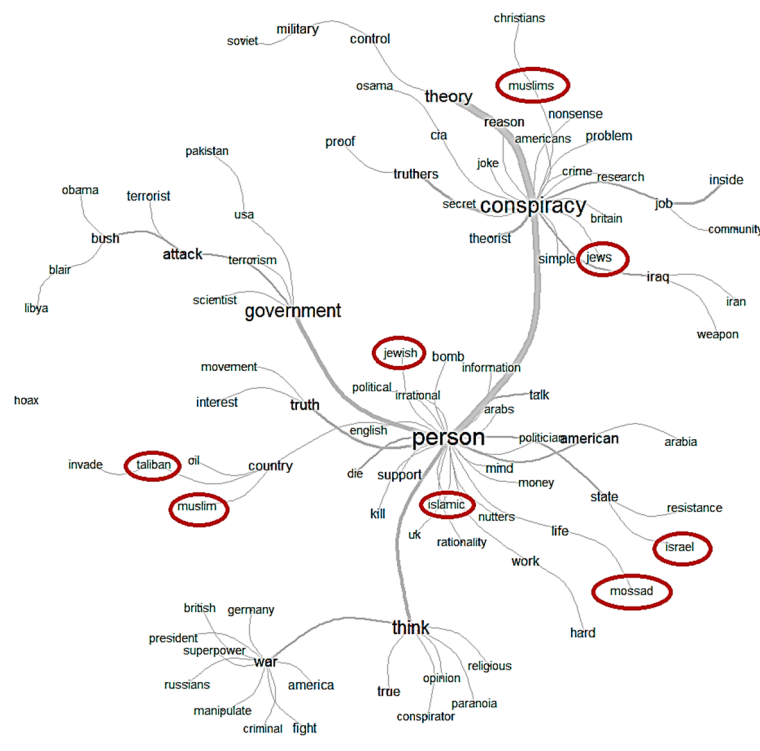 christians
military
soviet
control
osama
muslims
theory
reason
nonsense
cra
americans
problem
proof
pakistan
joke
crime
research
truthers
inside
obama
terrorist
usa
secret
conspiracy
job
britain
community
bush
theorist
attack
terrorism
simple
jews
blair
iraq
scientist
iran
libya
government
weapon
jewish
bomb
movement
information
political
irrational
talk
hoax
interest
truth
arabs
english
person
politician
american
arabia
invade
taliban
oil
country
die
support
mind
money
state
muslim
kill
islamic
nutters
resistance
uk
rationality
life
israel
work
mossad
british
germany
think
hard
president
superpower
war
religious
russians
america
true
opinion
paranoia
manipulate
conspirator
criminal
fight